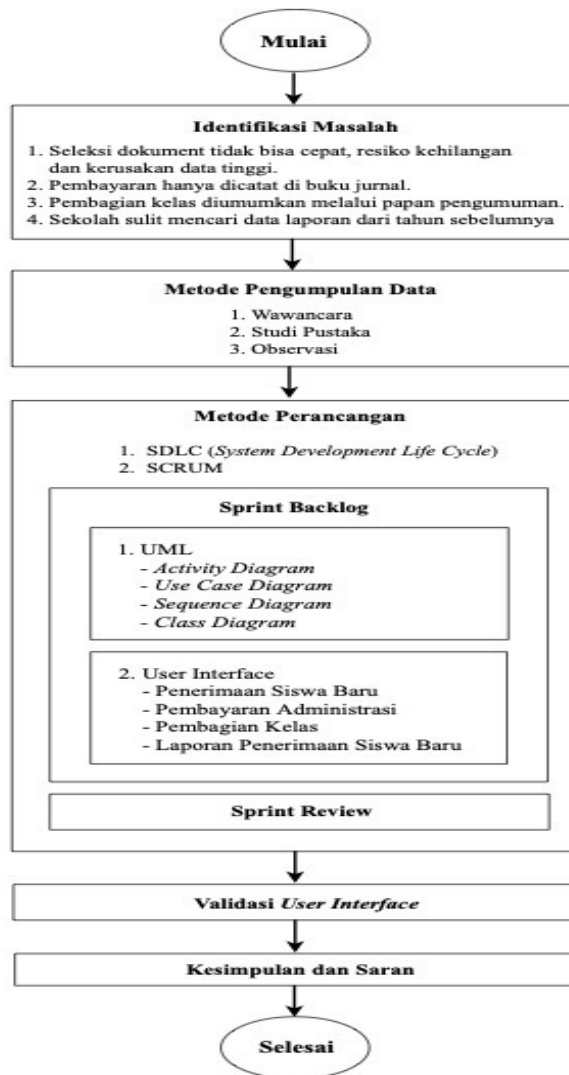 Mulai
Identifikasi Masalah
1. Seleksi dokument tidak bisa cepat, resiko kehilangan
dan kerusakan data tinggi.
2. Pembayaran hanya dicatat di buku jurnal.
3. Pembagian kelas diumumkan melalui papan pengumuman.
4. Sekolah sulit mencari data laporan dari tahun sebelumnya
Metode Pengumpulan Data
1. Wawancara
2. Studi Pustaka
3. Observasi
Metode Perancangan
1. SDLC (System Development Life Cycle)
2. SCRUM
Sprint Backlog
1. UML
- Activity Diagram
- Use Case Diagram
- Sequence Diagram
- Class Diagram
2. User Interface
- Penerimaan Siswa Baru
- Pembayaran Administrasi
- Pembagian Kelas
- Laporan Penerimaan Siswa Baru
Sprint Review
Validasi User Interface
Kesimpulan dan Saran
Selesai